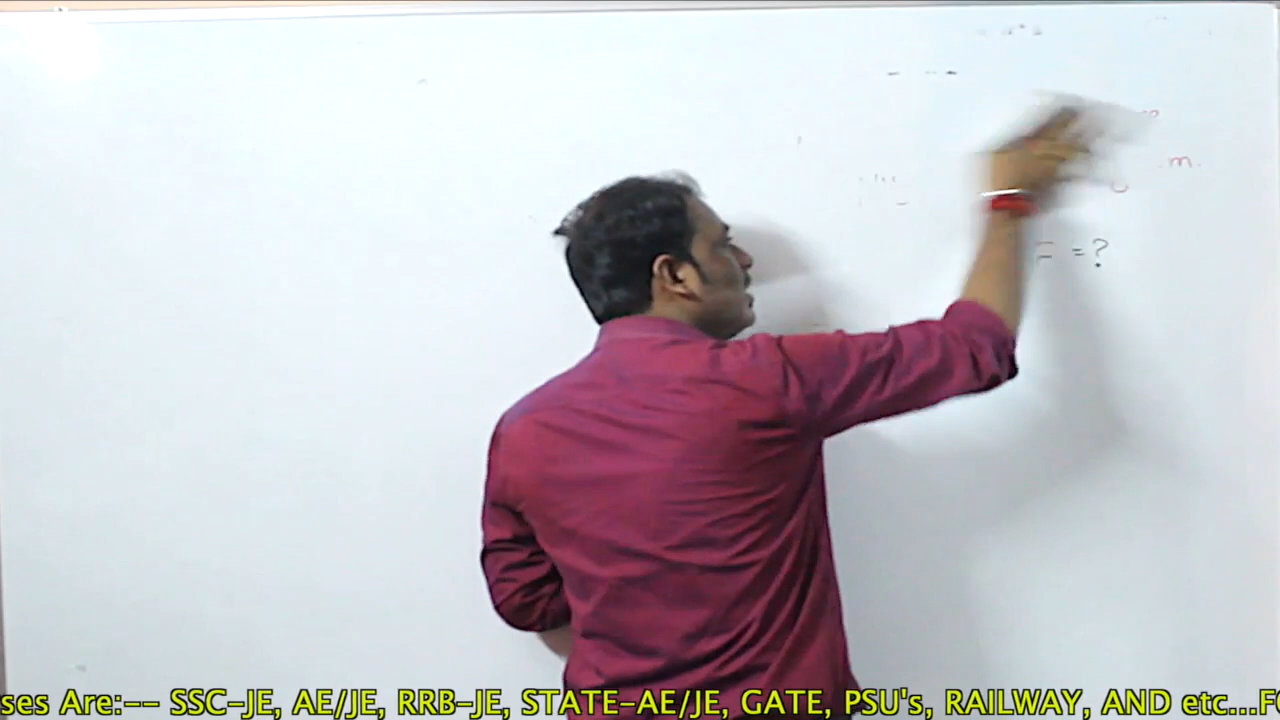 m
F = ?
ses Are:-- SSC-JE, AE/JE, RRB-JE, STATE-AE/JE, GATE, PSU's, RAILWAY, AND etc...F